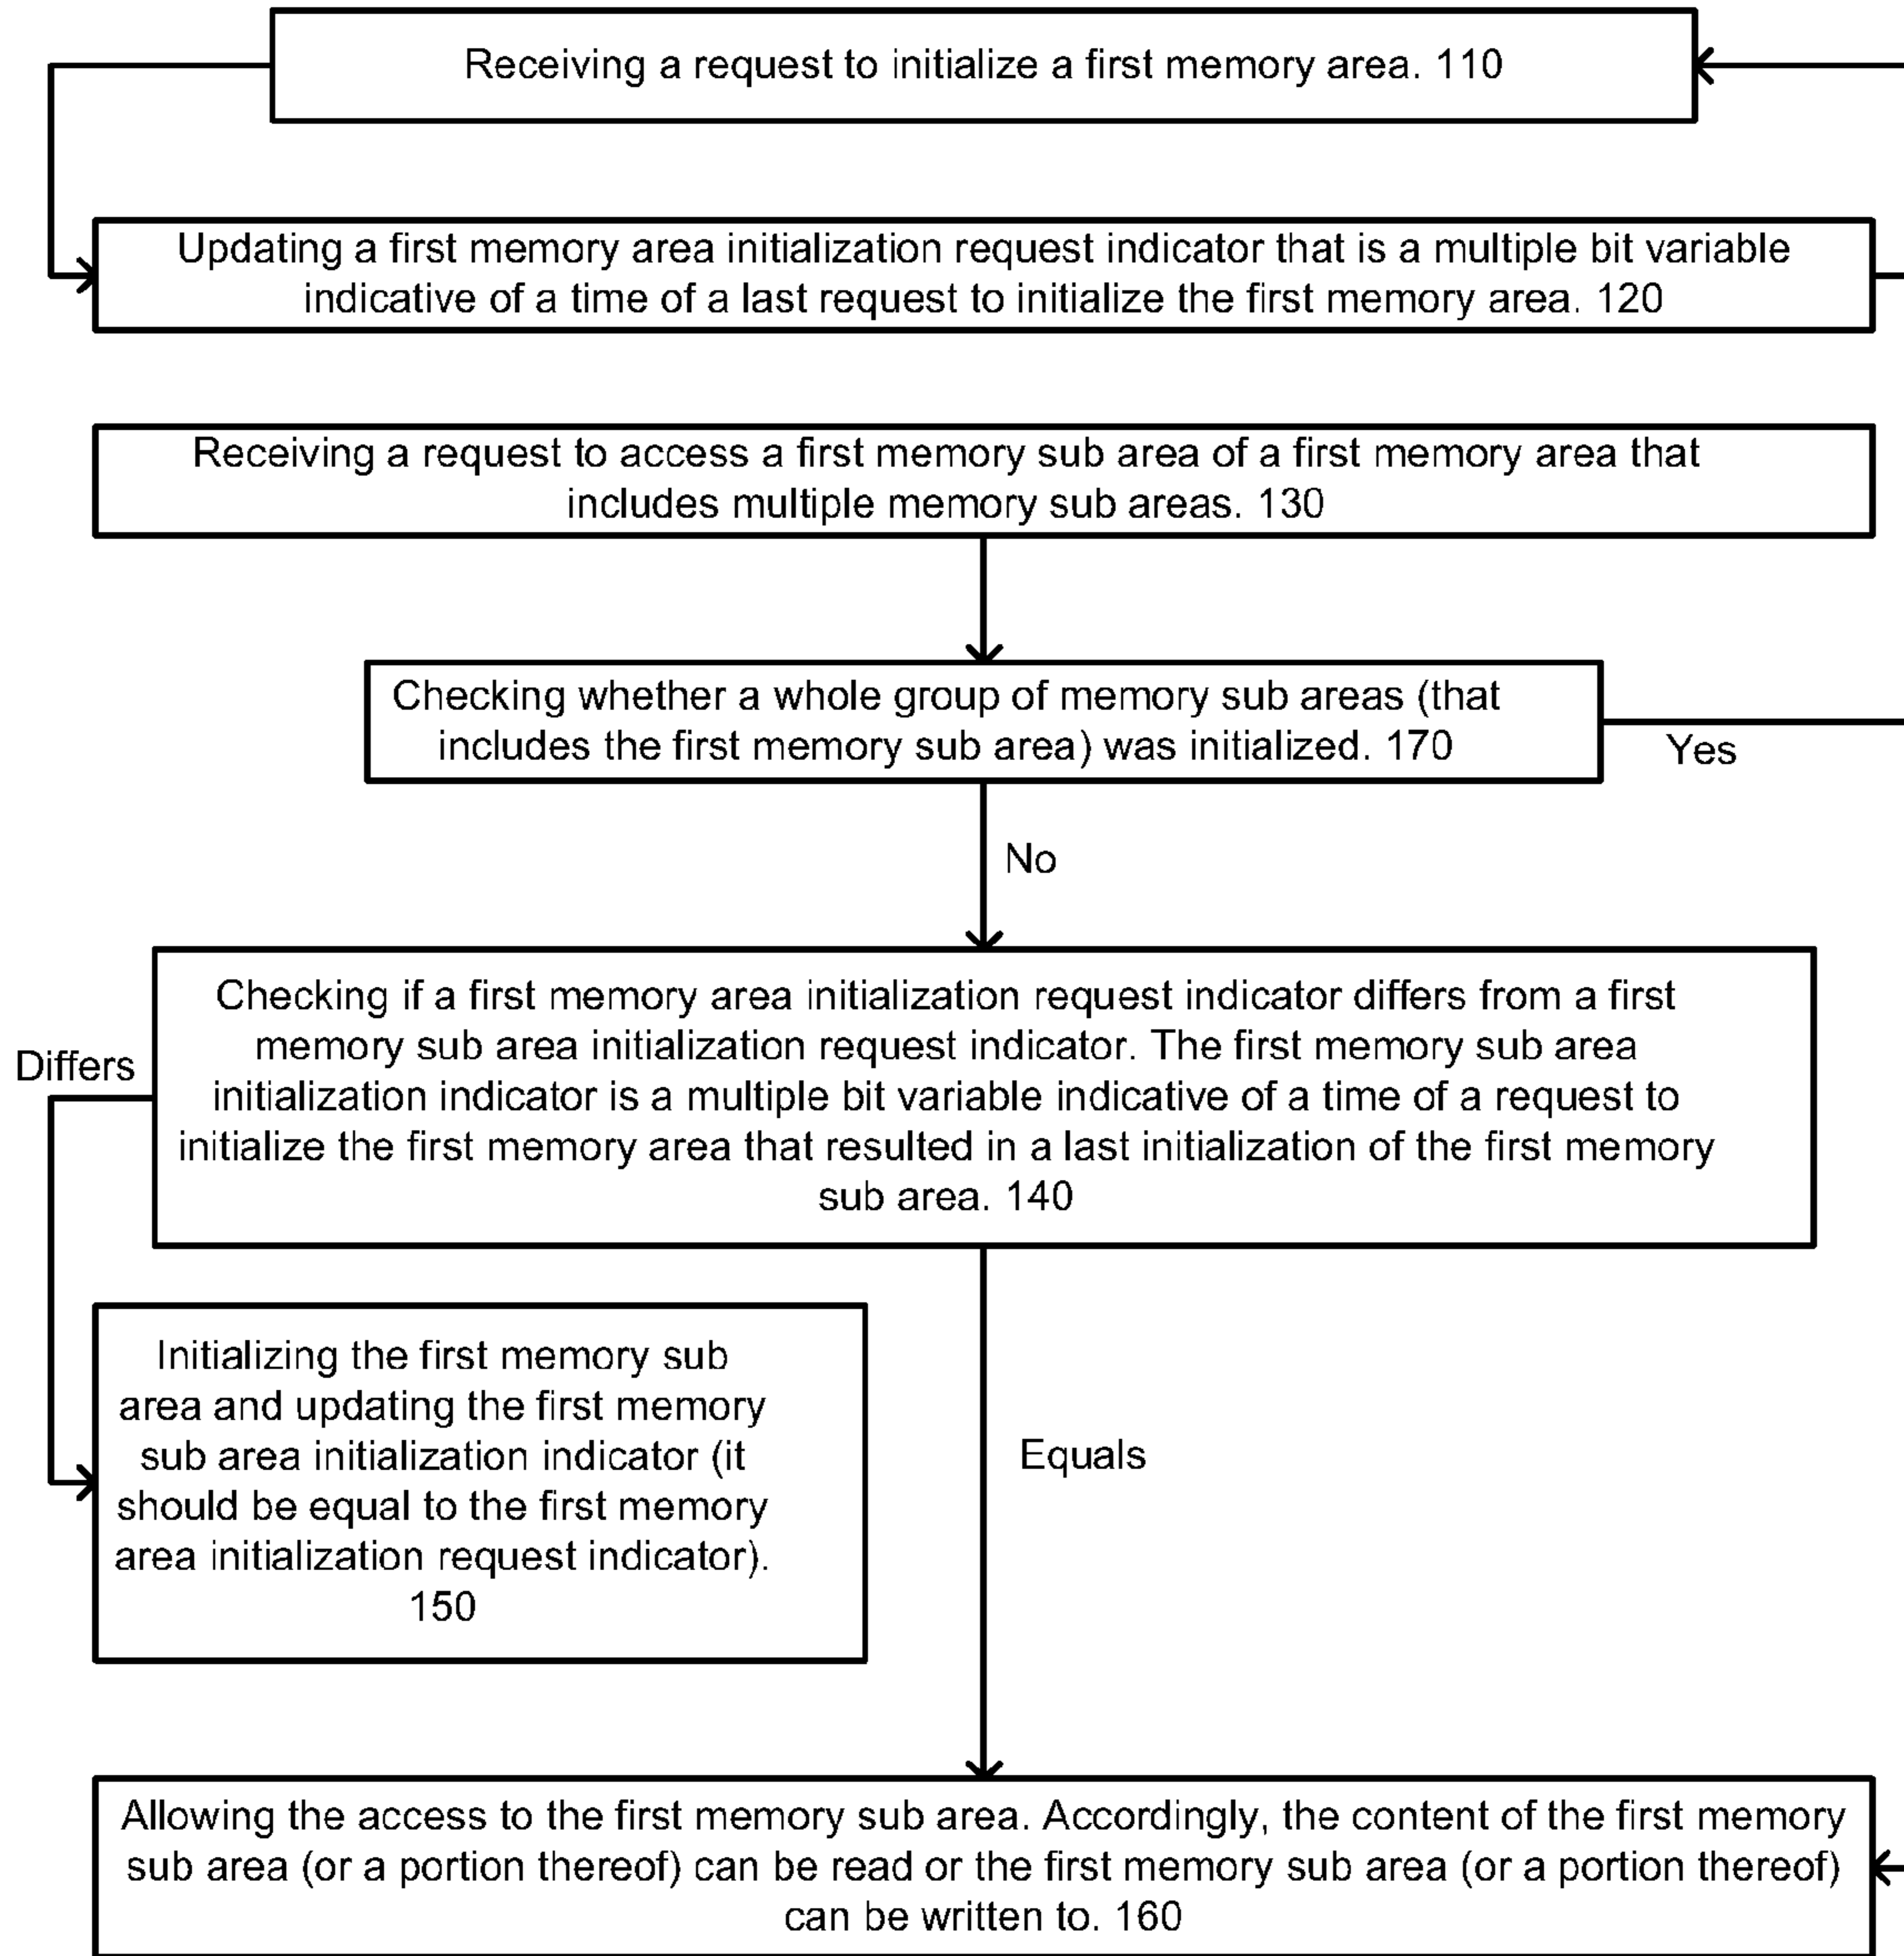 Receiving a request to initialize a first memory area. 110
Updating a first memory area initialization request indicator that is a multiple bit variable
indicative of a time of a last request to initialize the first memory area. 120
Receiving a request to access a first memory sub area of a first memory area that
includes multiple memory sub areas. 130
Checking whether a whole group of memory sub areas (that
includes the first memory sub area) was initialized. 170
Yes
No
Checking if a first memory area initialization request indicator differs from a first
memory sub area initialization request indicator. The first memory sub area
initialization indicator is a multiple bit variable indicative of a time of a request to
initialize the first memory area that resulted in a last initialization of the first memory
sub area. 140
Differs
Initializing the first memory sub
area and updating the first memory
sub area initialization indicator (it
should be equal to the first memory
area initialization request indicator).
150
Equals
Allowing the access to the first memory sub area. Accordingly, the content of the first memory
sub area (or a portion thereof) can be read or the first memory sub area (or a portion thereof)
can be written to. 160